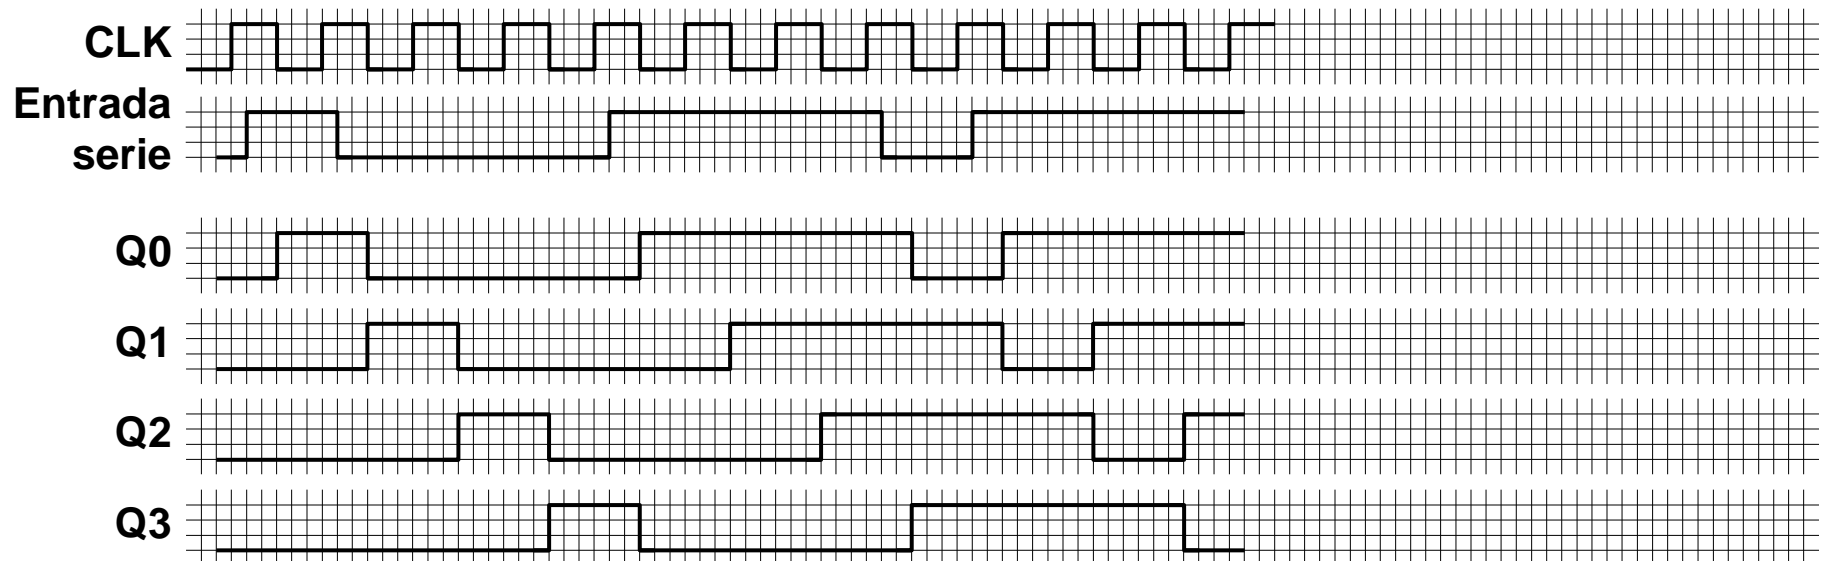 CLK
Entrada
serie
Q0
Q1
Q2
Q3